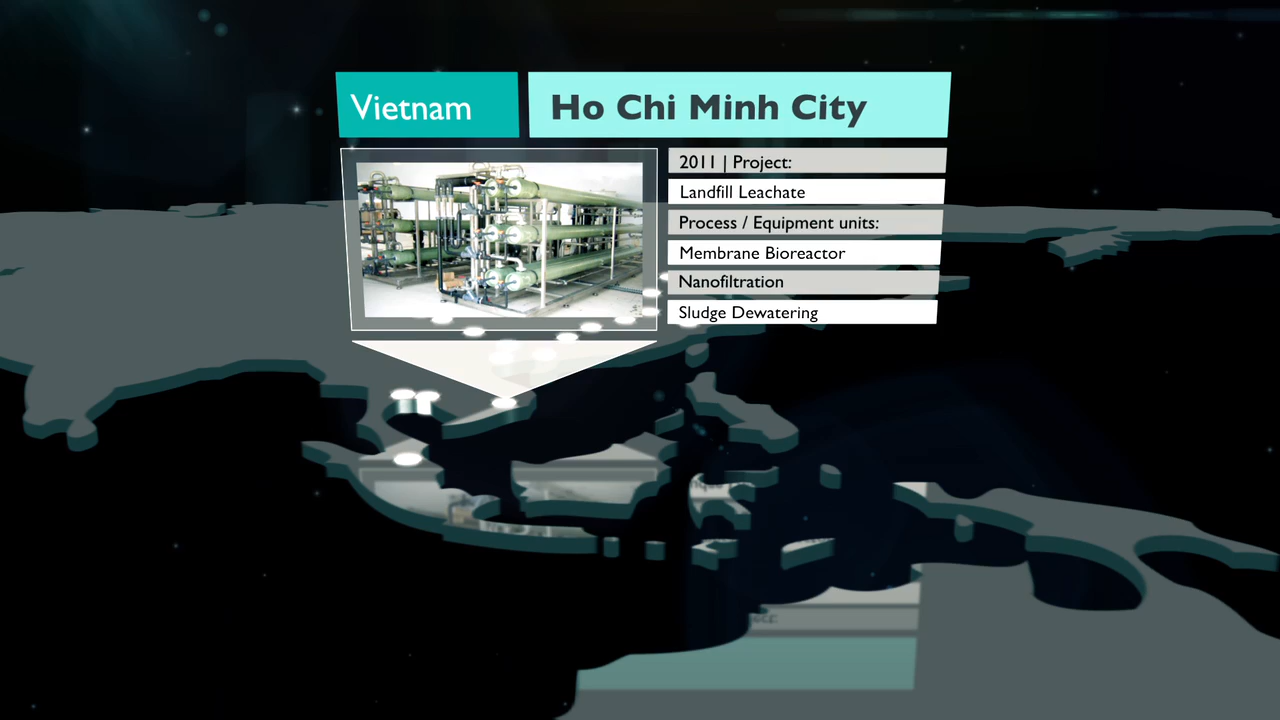 Vietnam
Ho Chi Minh City
2011 | Project:
Landfill Leachate
Process / Equipment units:
Membrane Bioreactor
Nanofiltration
Sludge Dewatering